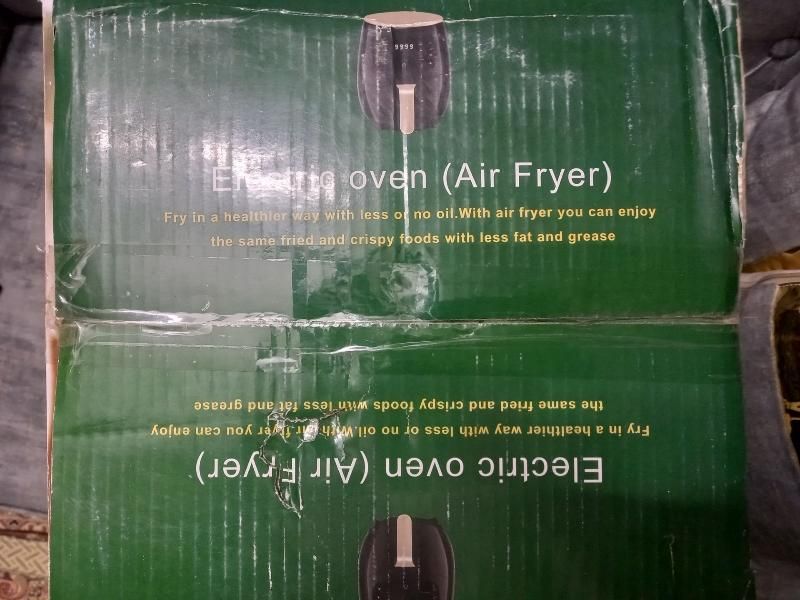 9999
Electric oven (Air Fryer)
Fry in a healthier way with less or no oil.With air fryer you can enjoy
the same fried and crispy foods with less fat and grease
Electric oven (Air Fryer)
Fry in a healthier way with less or no oil.With air fryer you can enjoy
the same fried and crispy foods with less fat and grease